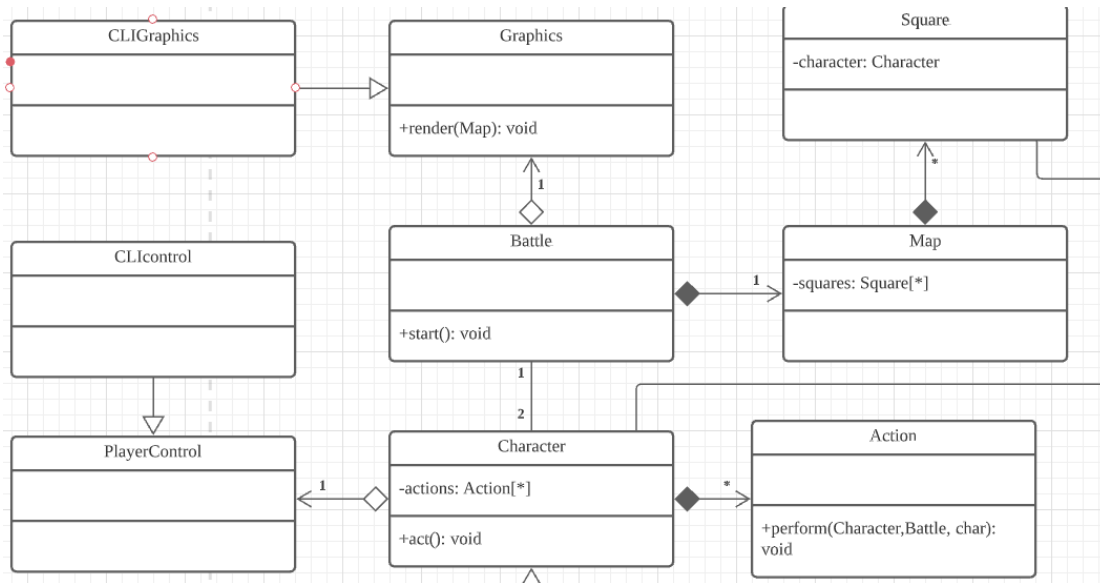 CLIGraphics
Graphics
+render(Map): void
Square
-character: Character
1
*
CLIcontrol
Battle
+start(): void
1
Map
-squares: Square[*]
1
2
PlayerControl
1
Character
-actions: Action[*]
+act(): void
*
Action
+perform(Character,Battle, char):
void